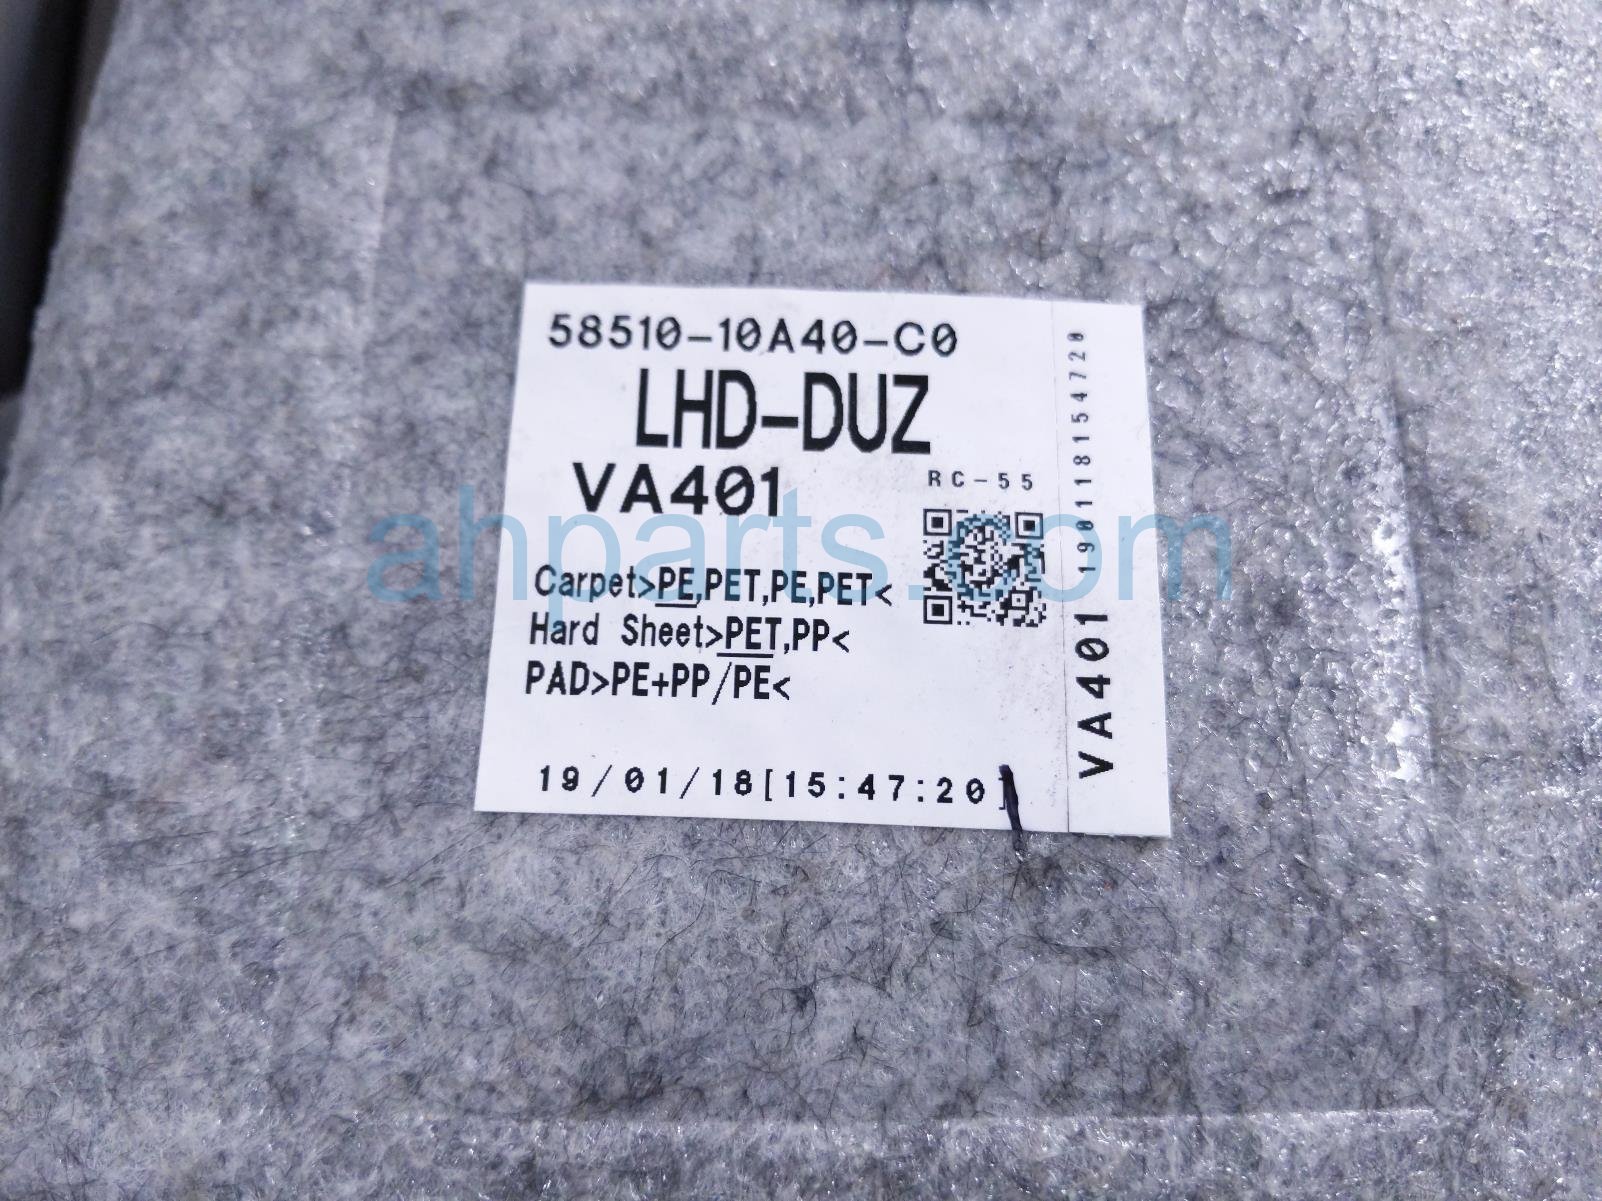 58510-10A40-C0
LHD-DUZ
VA401
RC-55
Carpet>PE,PET,PE,PET<
Hard Sheet>PET,PP<
PAD>PE+PP/PE<
19/01/18[15:47:20]
VA401 190118154720
ahparts.com